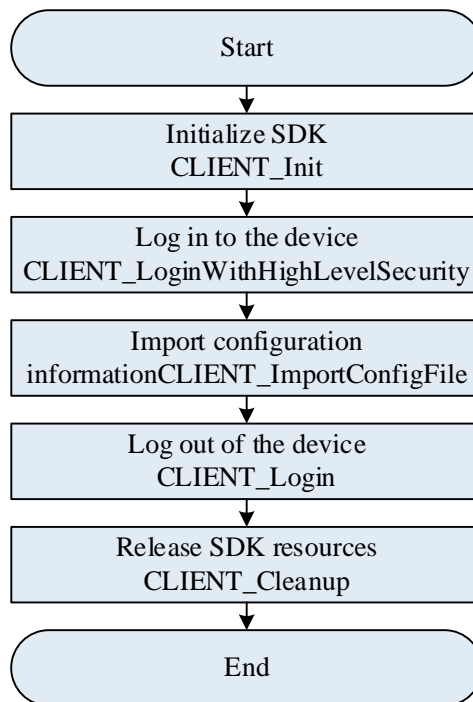 Start
Initialize SDK
CLIENT_Init
Log in to the device
CLIENT_LoginWithHighLevelSecurity
Import configuration
informationCLIENT_ImportConfigFile
Log out of the device
CLIENT_Login
Release SDK resources
CLIENT_Cleanup
End